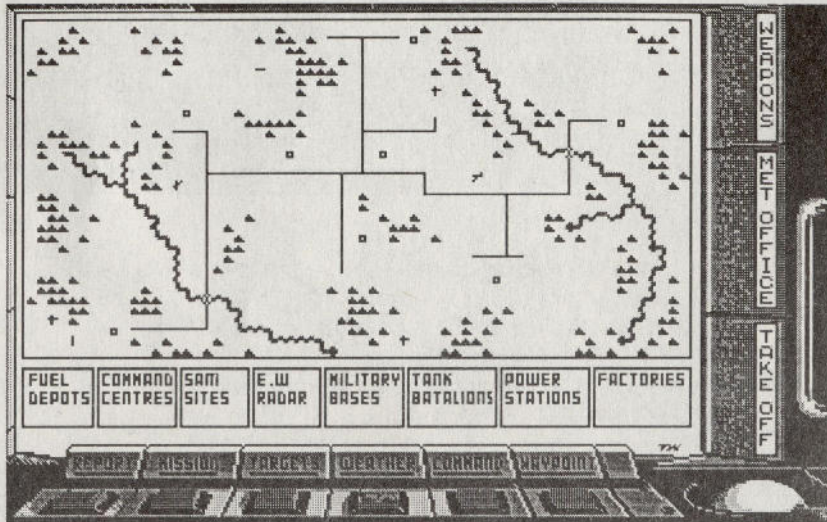 WEAPONS
MET OFFICE
TAKE OFF
FUEL
DEPOTS
COMMAND
CENTRES
SAM
SITES
E.W
RADAR
MILITARY
BASES
TANK
BATALIONS
POWER
STATIONS
FACTORIES
REPORT
MISSION
TARGETS
WEATHER
COMMAND
WAYPOINT